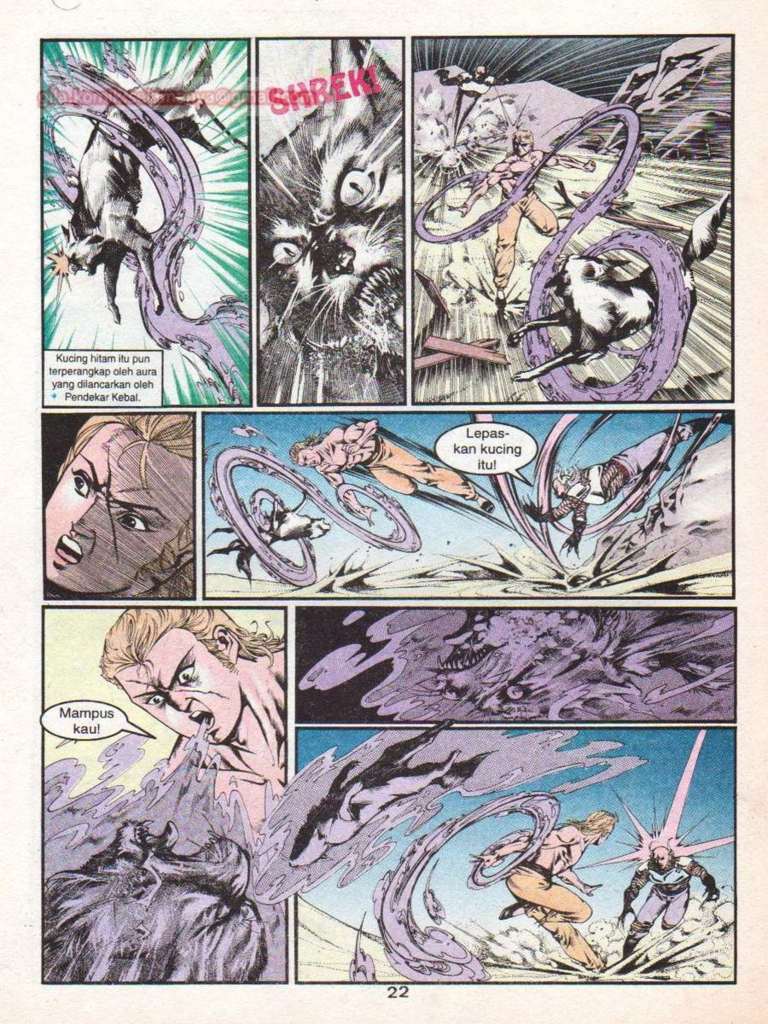 SHREK!
Kucing hitam itu pun
terperangkap oleh aura
yang dilancarkan oleh
Pendekar Kebal.
Lepas-
kan kucing
itu!
Mampus
kau!
22